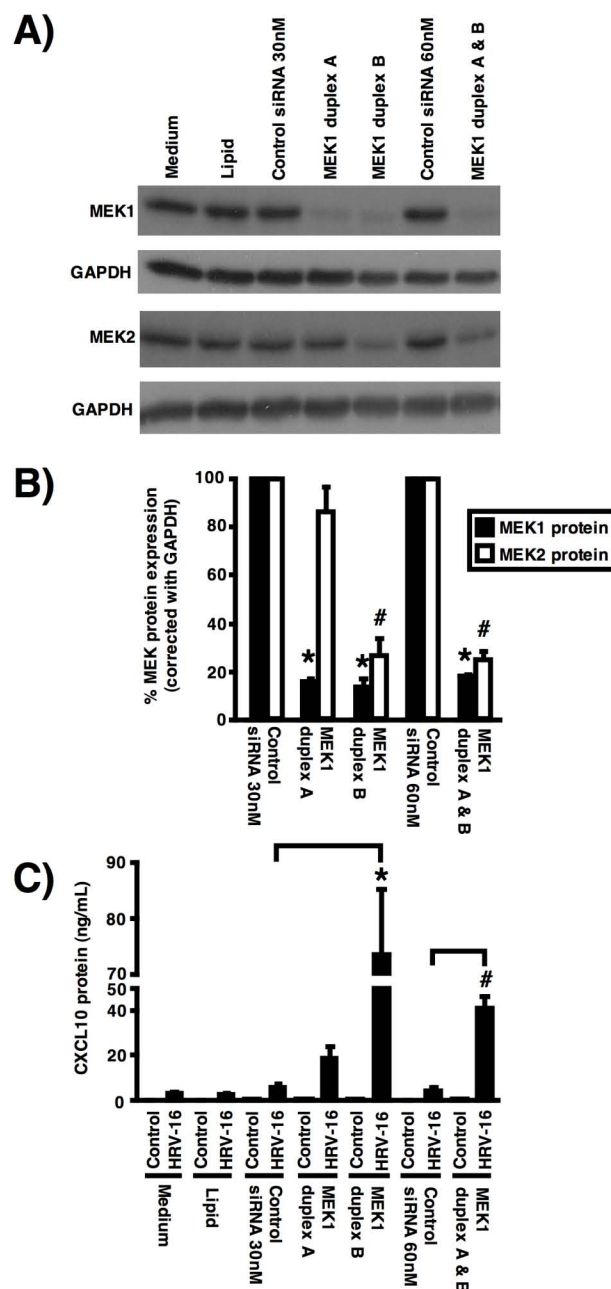 A)
Medium
Lipid
Control siRNA 30nM
MEK1 duplex A
MEK1 duplex B
Control siRNA 60nM
MEK1 duplex A & B
MEK1
GAPDH
MEK2
GAPDH
B)
% MEK protein expression
(corrected with GAPDH)
100
80
60
40
20
0
* * # * #
MEK1 protein
MEK2 protein
Control
siRNA 30nM
MEK1
duplex A
MEK1
duplex B
Control
siRNA 60nM
MEK1
duplex A & B
C)
CXCL10 protein (ng/mL)
90
80
70
50
40
20
0
* #
Control
HRV-16
Control
HRV-16
Control
HRV-16
Control
HRV-16
Control
HRV-16
Control
HRV-16
Control
HRV-16
Medium
Lipid
Control
siRNA 30nM
MEK1
duplex A
MEK1
duplex B
Control
siRNA 60nM
MEK1
duplex A & B